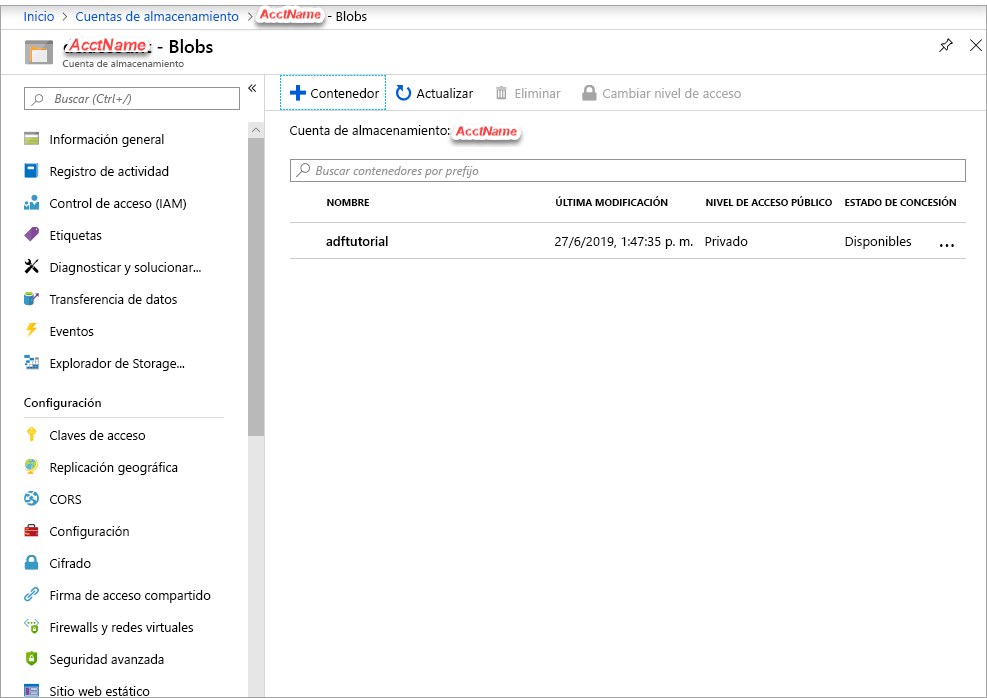 Inicio > Cuentas de almacenamiento > AcctName - Blobs
AcctName - Blobs
Cuenta de almacenamiento
Buscar (Ctrl+/)
«
Información general
Registro de actividad
Control de acceso (IAM)
Etiquetas
Diagnosticar y solucionar...
Transferencia de datos
Eventos
Explorador de Storage...
Configuración
Claves de acceso
Replicación geográfica
CORS
Configuración
Cifrado
Firma de acceso compartido
Firewalls y redes virtuales
Seguridad avanzada
Sitio web estático
Contenedor Actualizar Eliminar Cambiar nivel de acceso
Cuenta de almacenamiento: AcctName
Buscar contenedores por prefijo
NOMBRE ÚLTIMA MODIFICACIÓN NIVEL DE ACCESO PÚBLICO ESTADO DE CONCESIÓN
adftutorial 27/6/2019, 1:47:35 p. m. Privado Disponibles ...